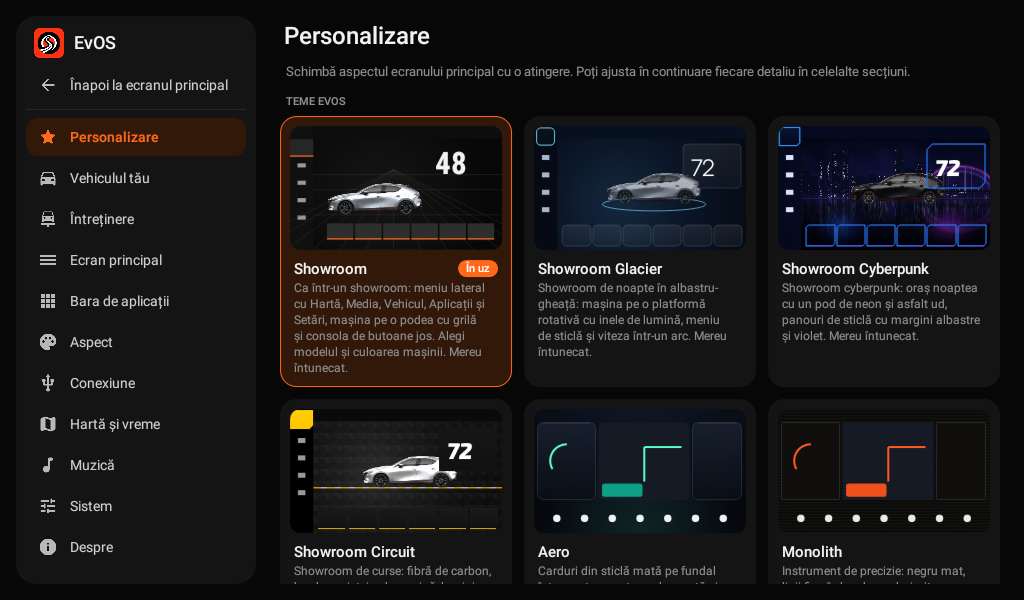 EvOS
Înapoi la ecranul principal
Personalizare
Vehiculul tău
Întreținere
Ecran principal
Bara de aplicații
Aspect
Conexiune
Hartă și vreme
Muzică
Sistem
Despre
Personalizare
Schimbă aspectul ecranului principal cu o atingere. Poți ajusta în continuare fiecare detaliu în celelalte secțiuni.
TEME EVOS
48
Showroom
În uz
Ca într-un showroom: meniu lateral
cu Hartă, Media, Vehicul, Aplicații și
Setări, mașina pe o podea cu grilă
și consola de butoane jos. Alegi
modelul și culoarea mașinii. Mereu
întunecat.
72
Showroom Glacier
Showroom de noapte în albastru-
gheață: mașina pe o platformă
rotativă cu inele de lumină, meniu
de sticlă și viteza într-un arc. Mereu
întunecat.
72
Showroom Cyberpunk
Showroom cyberpunk: oraș noaptea
cu un pod de neon și asfalt ud,
panouri de sticlă cu margini albastre
și violet. Mereu întunecat.
72
Showroom Circuit
Showroom de curse: fibră de carbon,
Aero
Carduri din sticlă mată pe fundal
Monolith
Instrument de precizie: negru mat,